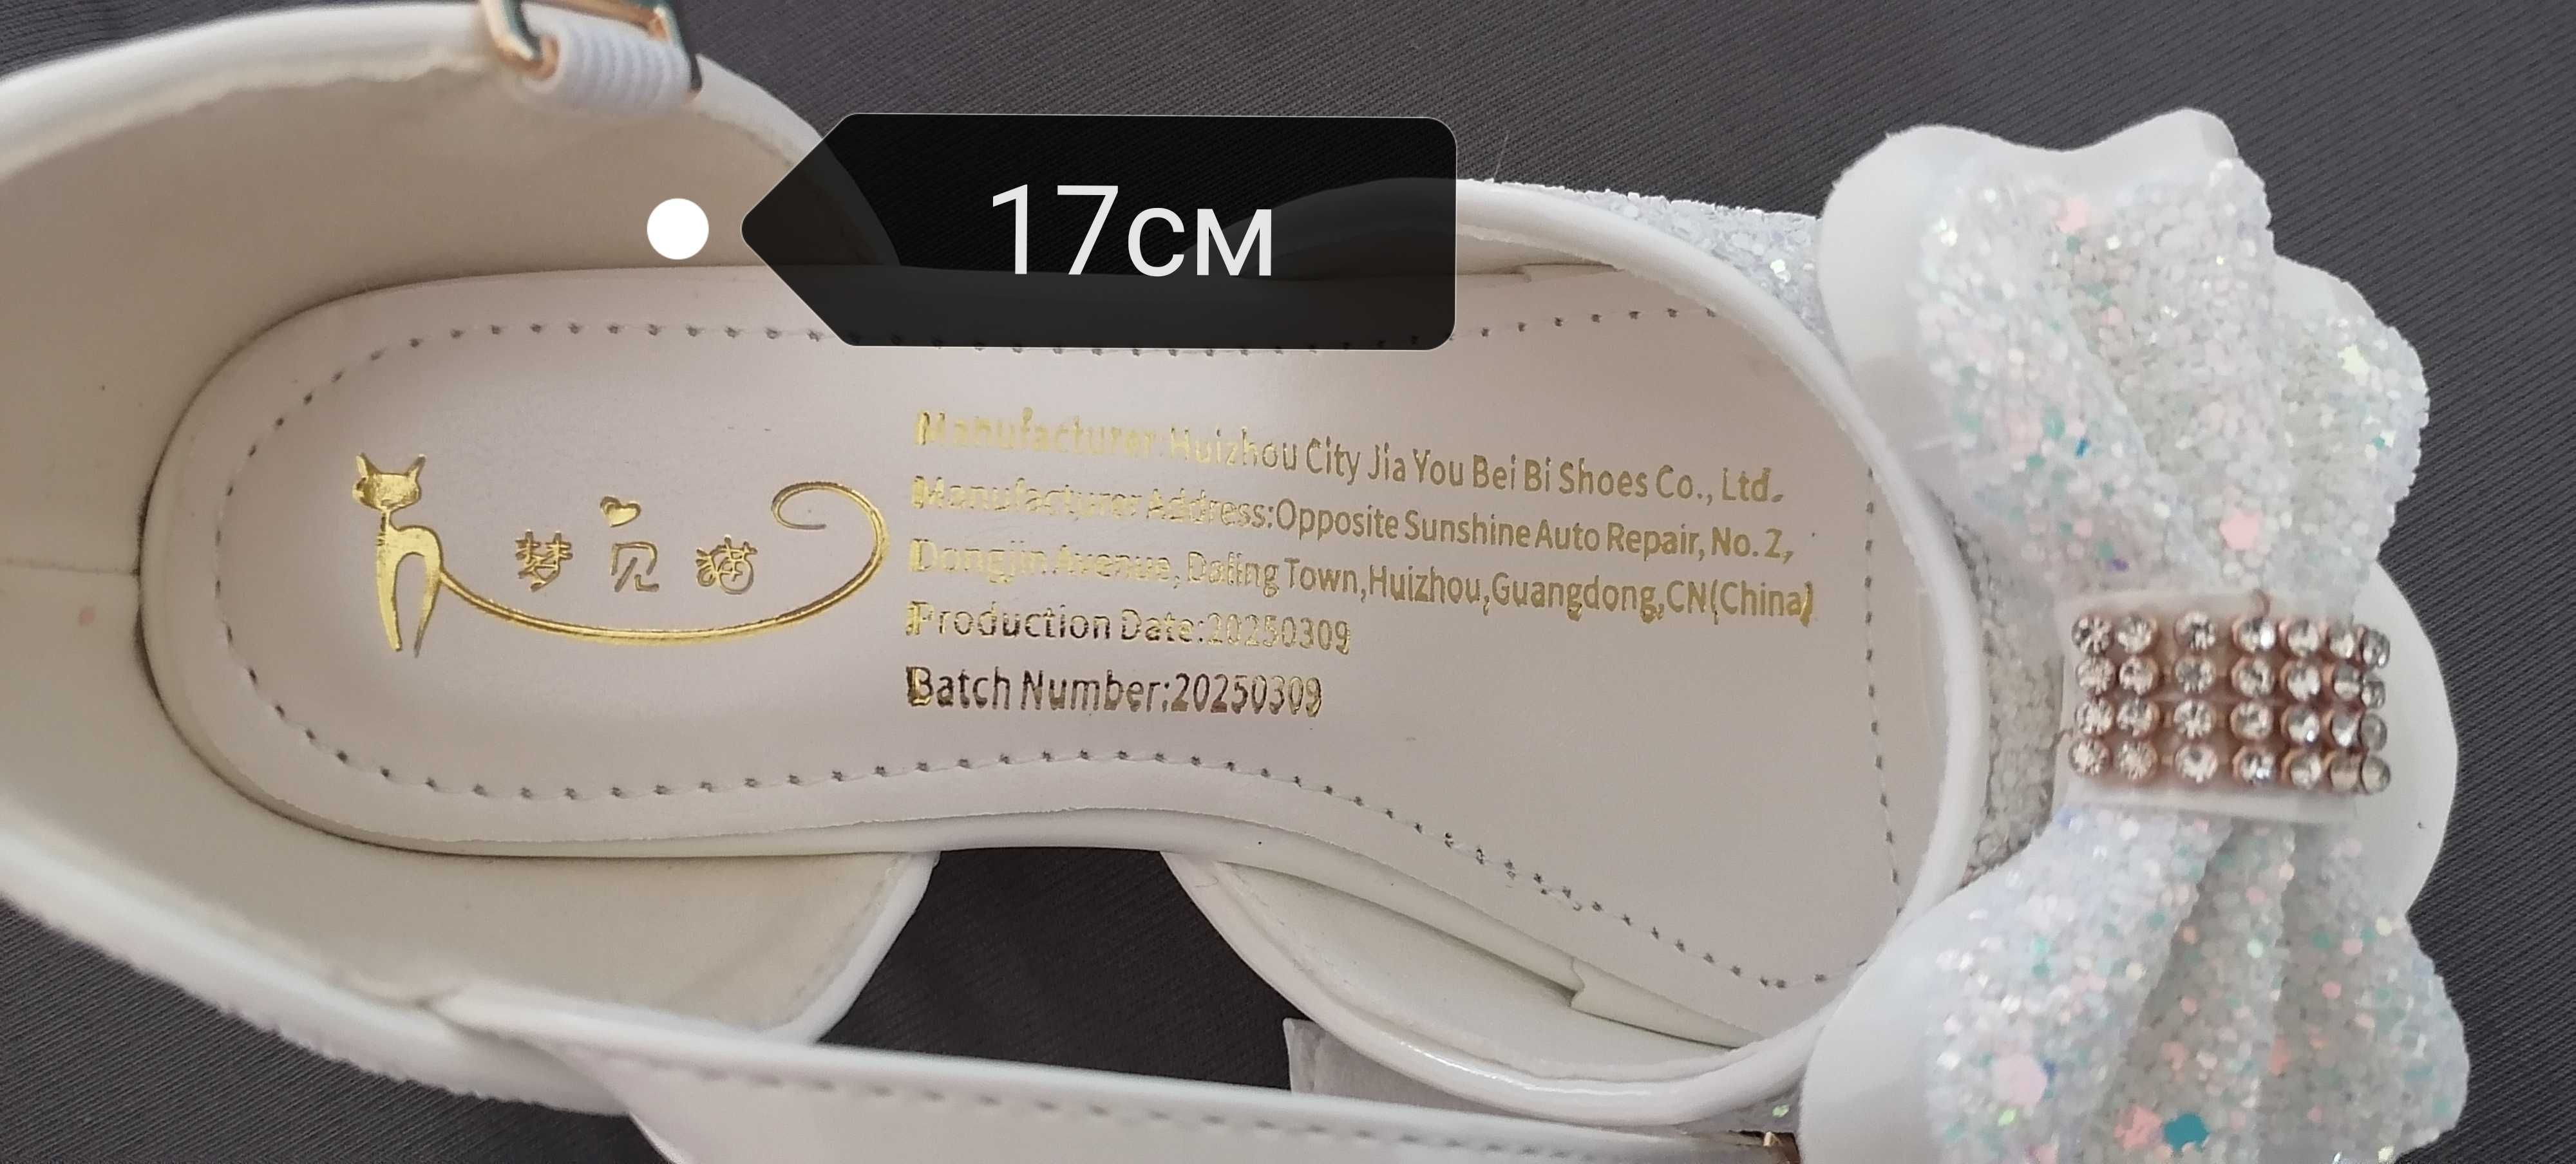 17см
梦见猫
Manufacturer:Huizhou City Jia You Bei Bi Shoes Co., Ltd.
Manufacturer Address:Opposite Sunshine Auto Repair, No. 2,
Dongjin Avenue, Daling Town,Huizhou,Guangdong,CN(China)
Production Date:20250309
Batch Number:20250309